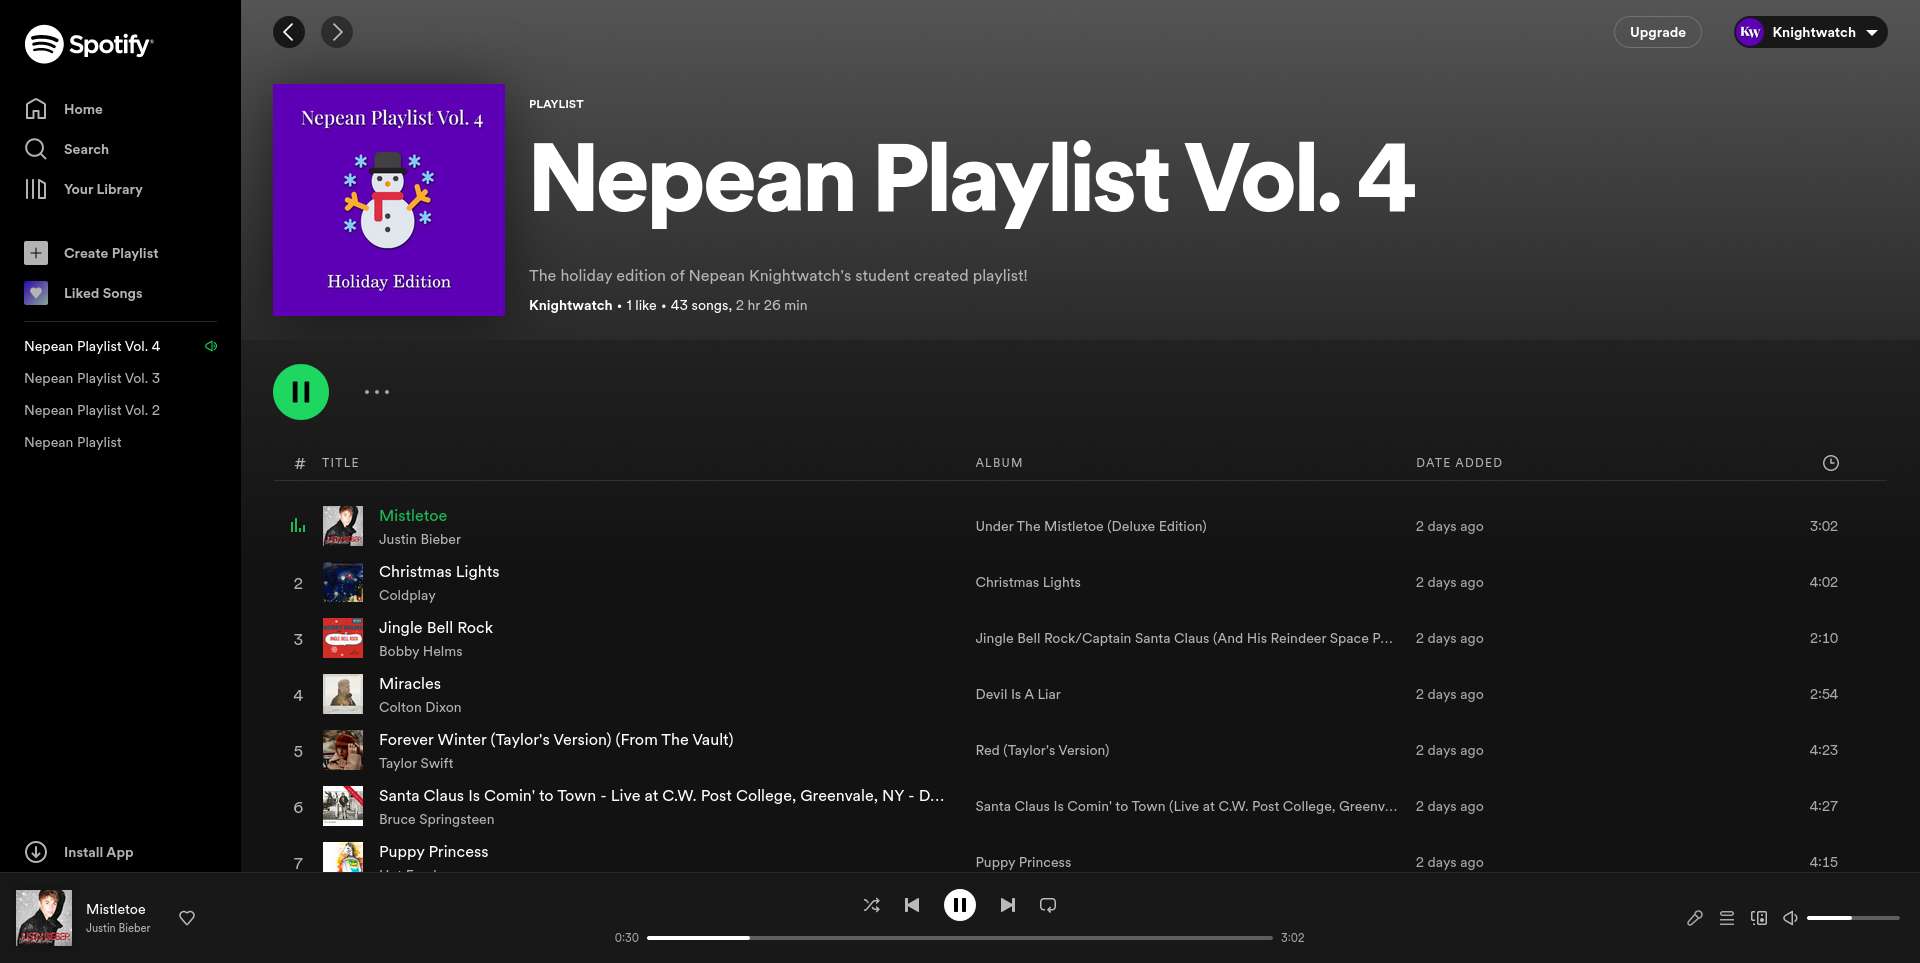 Spotify
Home
Search
Your Library
Create Playlist
Liked Songs
Nepean Playlist Vol. 4
Nepean Playlist Vol. 3
Nepean Playlist Vol. 2
Nepean Playlist
Install App
Upgrade
Kw Knightwatch
Nepean Playlist Vol. 4
Holiday Edition
PLAYLIST
Nepean Playlist Vol. 4
The holiday edition of Nepean Knightwatch's student created playlist!
Knightwatch • 1 like • 43 songs, 2 hr 26 min
# TITLE ALBUM DATE ADDED
Mistletoe
Justin Bieber
Under The Mistletoe (Deluxe Edition) 2 days ago 3:02
2 Christmas Lights
Coldplay
Christmas Lights 2 days ago 4:02
3 Jingle Bell Rock
Bobby Helms
Jingle Bell Rock/Captain Santa Claus (And His Reindeer Space P... 2 days ago 2:10
4 Miracles
Colton Dixon
Devil Is A Liar 2 days ago 2:54
5 Forever Winter (Taylor's Version) (From The Vault)
Taylor Swift
Red (Taylor's Version) 2 days ago 4:23
6 Santa Claus Is Comin' to Town - Live at C.W. Post College, Greenvale, NY - D...
Bruce Springsteen
Santa Claus Is Comin' to Town (Live at C.W. Post College, Greenv... 2 days ago 4:27
7 Puppy Princess
Puppy Princess 2 days ago 4:15
Mistletoe
Justin Bieber
0:30 3:02